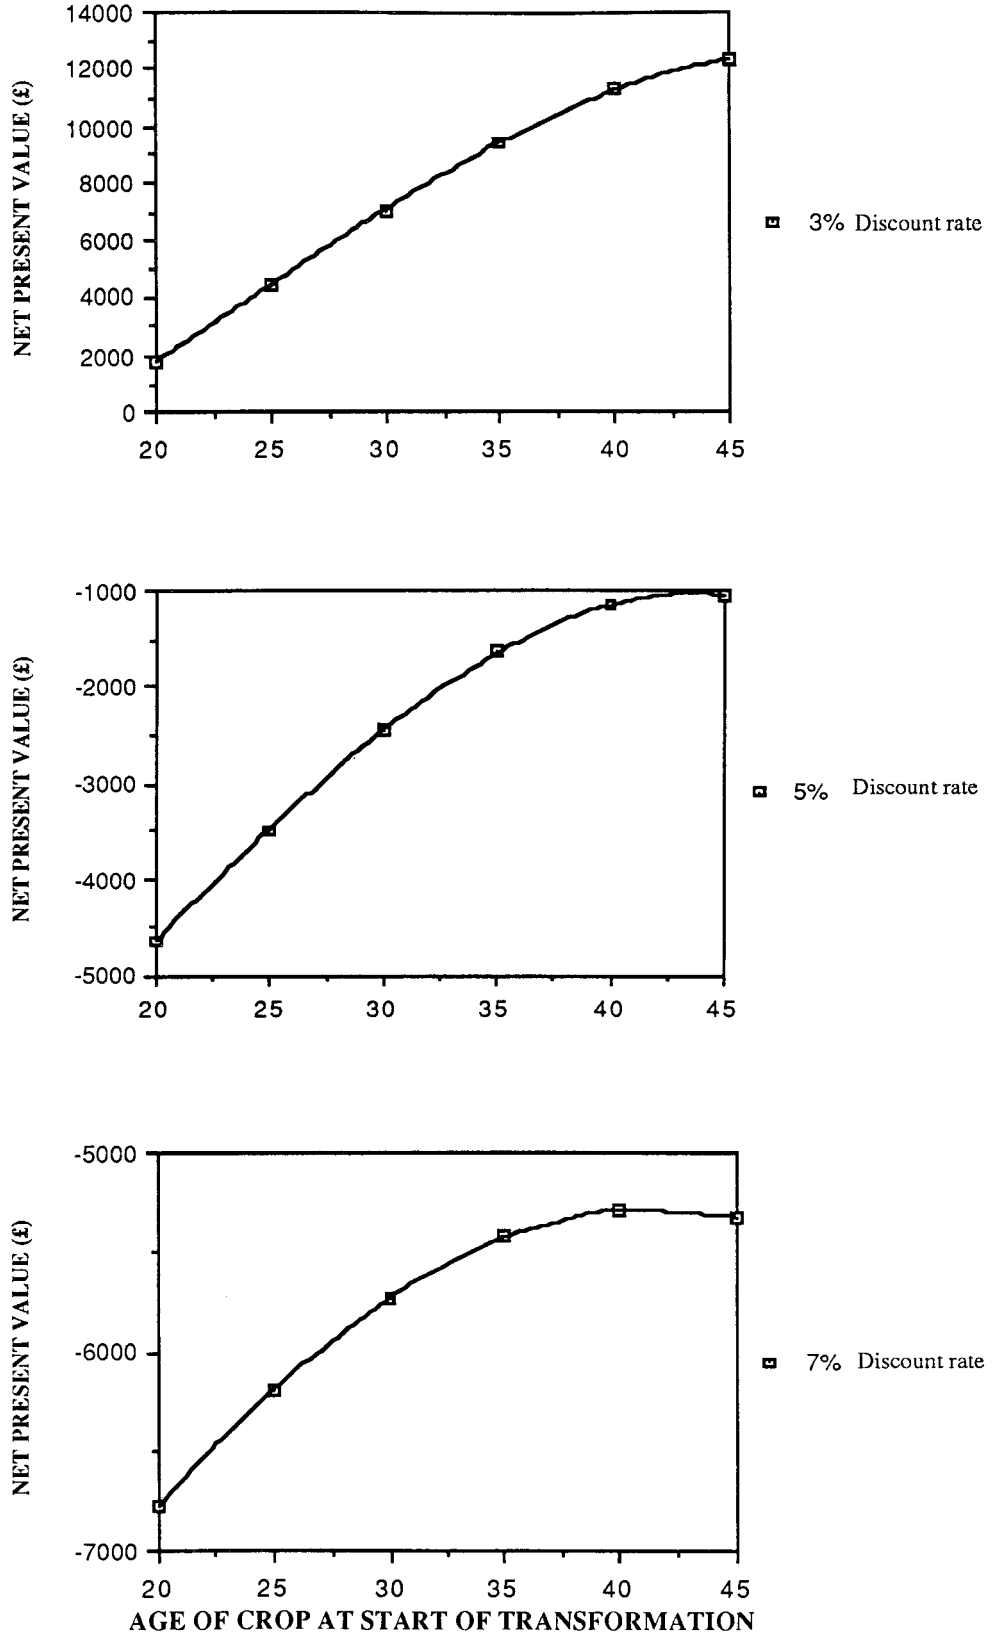 14000
12000
10000
8000
6000
4000
2000
0
NET PRESENT VALUE (£)
20 25 30 35 40 45
3% Discount rate
-1000
-2000
-3000
-4000
-5000
NET PRESENT VALUE (£)
20 25 30 35 40 45
5% Discount rate
-5000
-6000
-7000
NET PRESENT VALUE (£)
20 25 30 35 40 45
7% Discount rate
AGE OF CROP AT START OF TRANSFORMATION